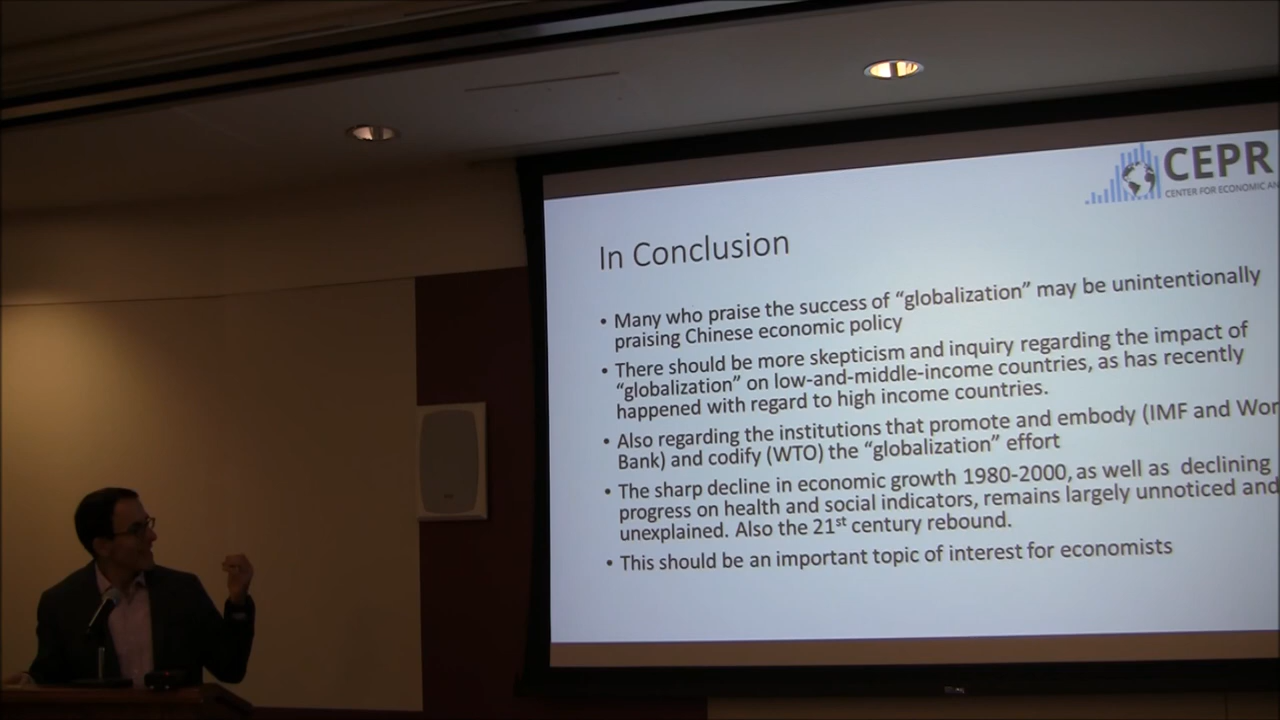 CEPR
CENTER FOR ECONOMIC
In Conclusion
• Many who praise the success of “globalization” may be unintentionally
praising Chinese economic policy
• There should be more skepticism and inquiry regarding the impact of
“globalization” on low-and-middle-income countries, as has recently
happened with regard to high income countries.
• Also regarding the institutions that promote and embody (IMF and
Bank) and codify (WTO) the “globalization” effort
• The sharp decline in economic growth 1980-2000, as well as declining
progress on health and social indicators, remains largely unnoticed and
unexplained. Also the 21st century rebound.
• This should be an important topic of interest for economists